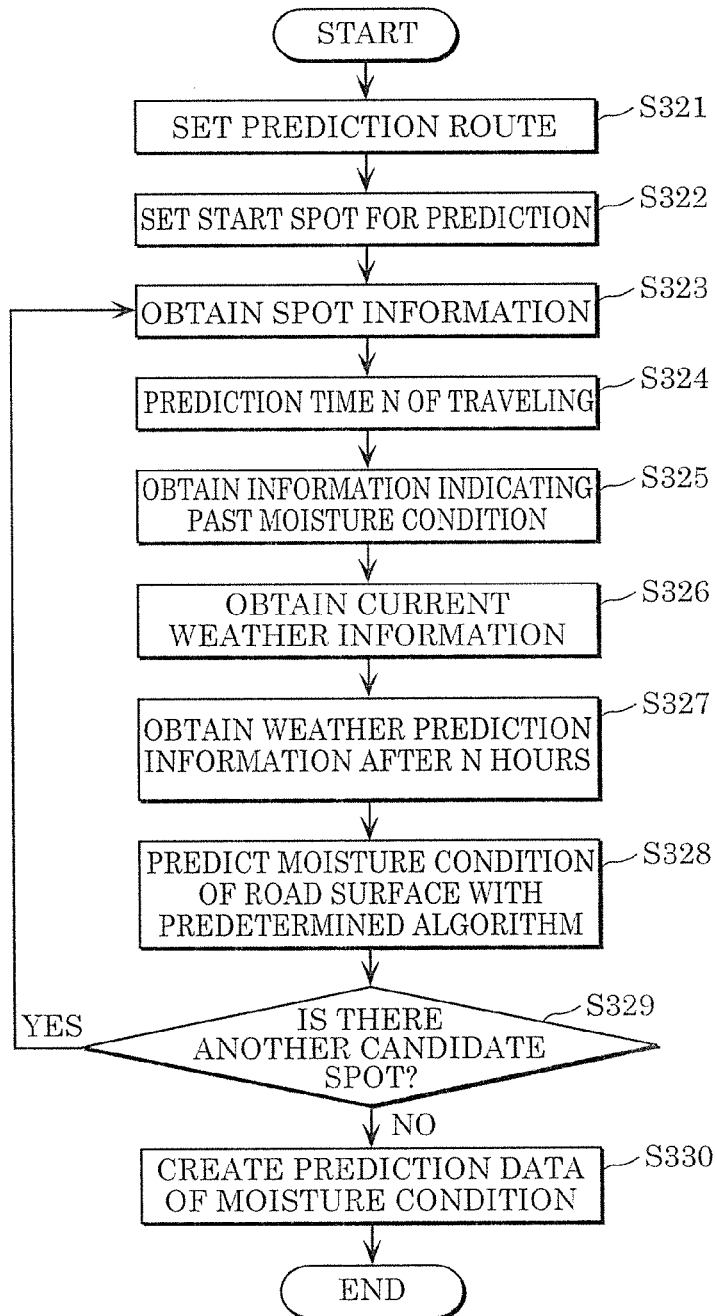 START
SET PREDICTION ROUTE
S321
SET START SPOT FOR PREDICTION
S322
OBTAIN SPOT INFORMATION
S323
PREDICTION TIME N OF TRAVELING
S324
OBTAIN INFORMATION INDICATING
PAST MOISTURE CONDITION
S325
OBTAIN CURRENT
WEATHER INFORMATION
S326
OBTAIN WEATHER PREDICTION
INFORMATION AFTER N HOURS
S327
PREDICT MOISTURE CONDITION
OF ROAD SURFACE WITH
PREDETERMINED ALGORITHM
S328
IS THERE
ANOTHER CANDIDATE
SPOT?
S329
YES
NO
CREATE PREDICTION DATA
OF MOISTURE CONDITION
S330
END